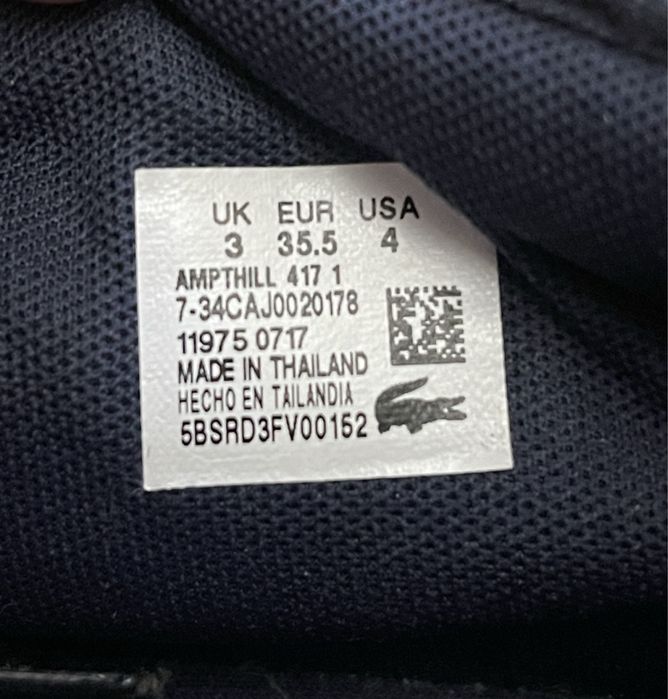 UK EUR USA
3 35.5 4
AMPTHILL 417 1
7-34CAJ0020178
11975 0717
MADE IN THAILAND
HECHO EN TAILANDIA
5BSRD3FV00152